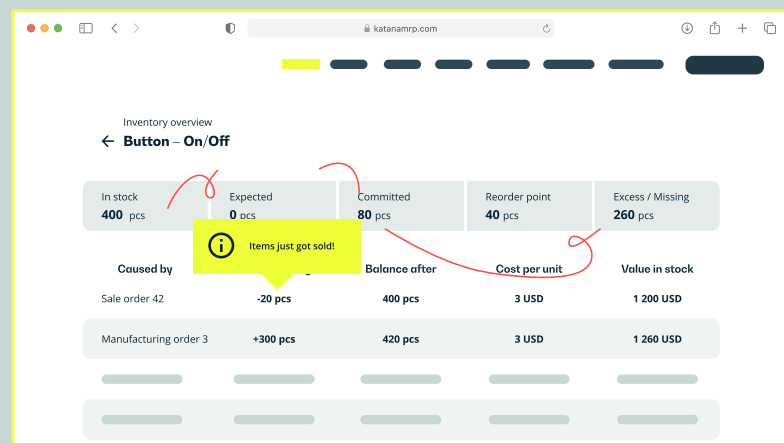 katanamrp.com
Inventory overview
Button – On/Off
In stock Expected Committed Reorder point Excess / Missing
400 pcs 0 pcs 80 pcs 40 pcs 260 pcs
Items just got sold!
Caused by Balance after Cost per unit Value in stock
Sale order 42 -20 pcs 400 pcs 3 USD 1 200 USD
Manufacturing order 3 +300 pcs 420 pcs 3 USD 1 260 USD